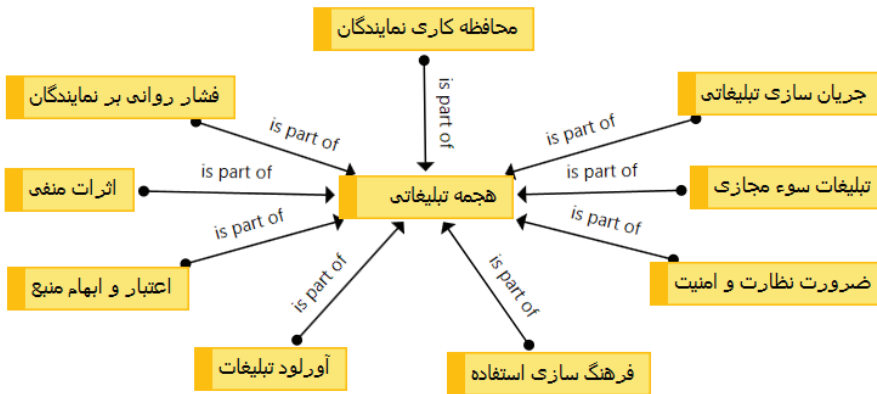 محافظه کاری نمایندگان
is part of
فشار روانی بر نمایندگان
is part of
جریان سازی تبلیغاتی
is part of
اثرات منفی
is part of
تبلیغات سوء مجازی
is part of
هجمه تبلیغاتی
اعتبار و ابهام منبع
is part of
ضرورت نظارت و امنیت
is part of
آورلود تبلیغات
is part of
فرهنگ سازی استفاده
is part of